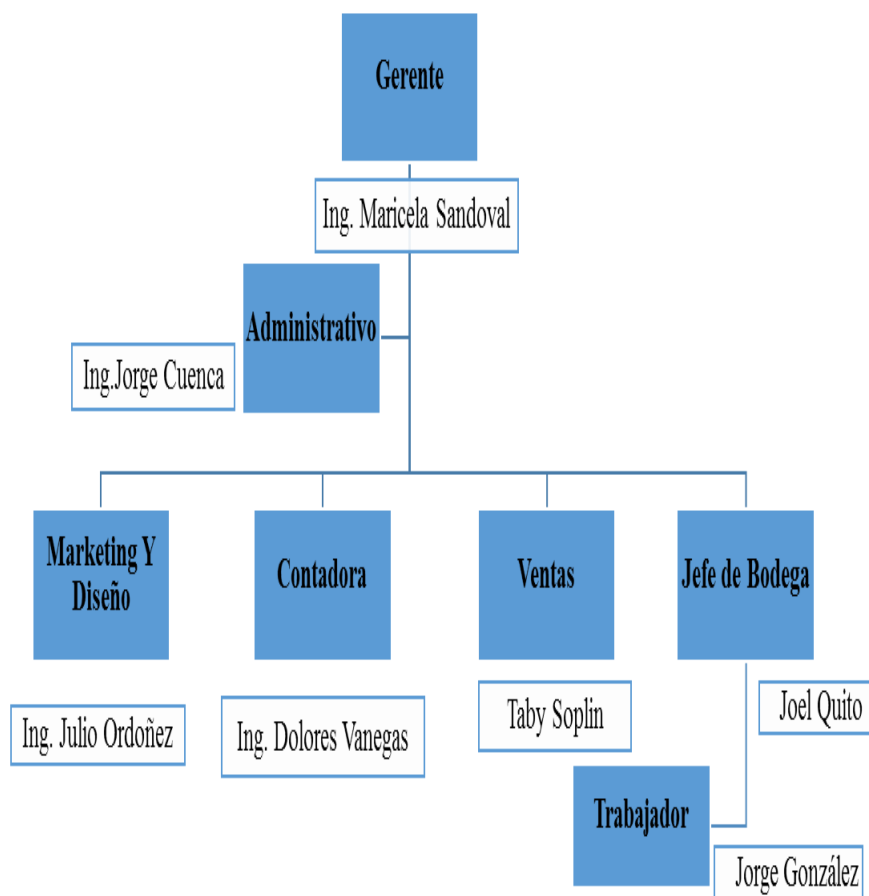 Gerente
Ing. Maricela Sandoval
Administrativo
Ing.Jorge Cuenca
Marketing Y
Diseño
Contadora
Ventas
Jefe de Bodega
Ing. Julio Ordoñez
Ing. Dolores Vanegas
Taby Soplin
Joel Quito
Trabajador
Jorge González